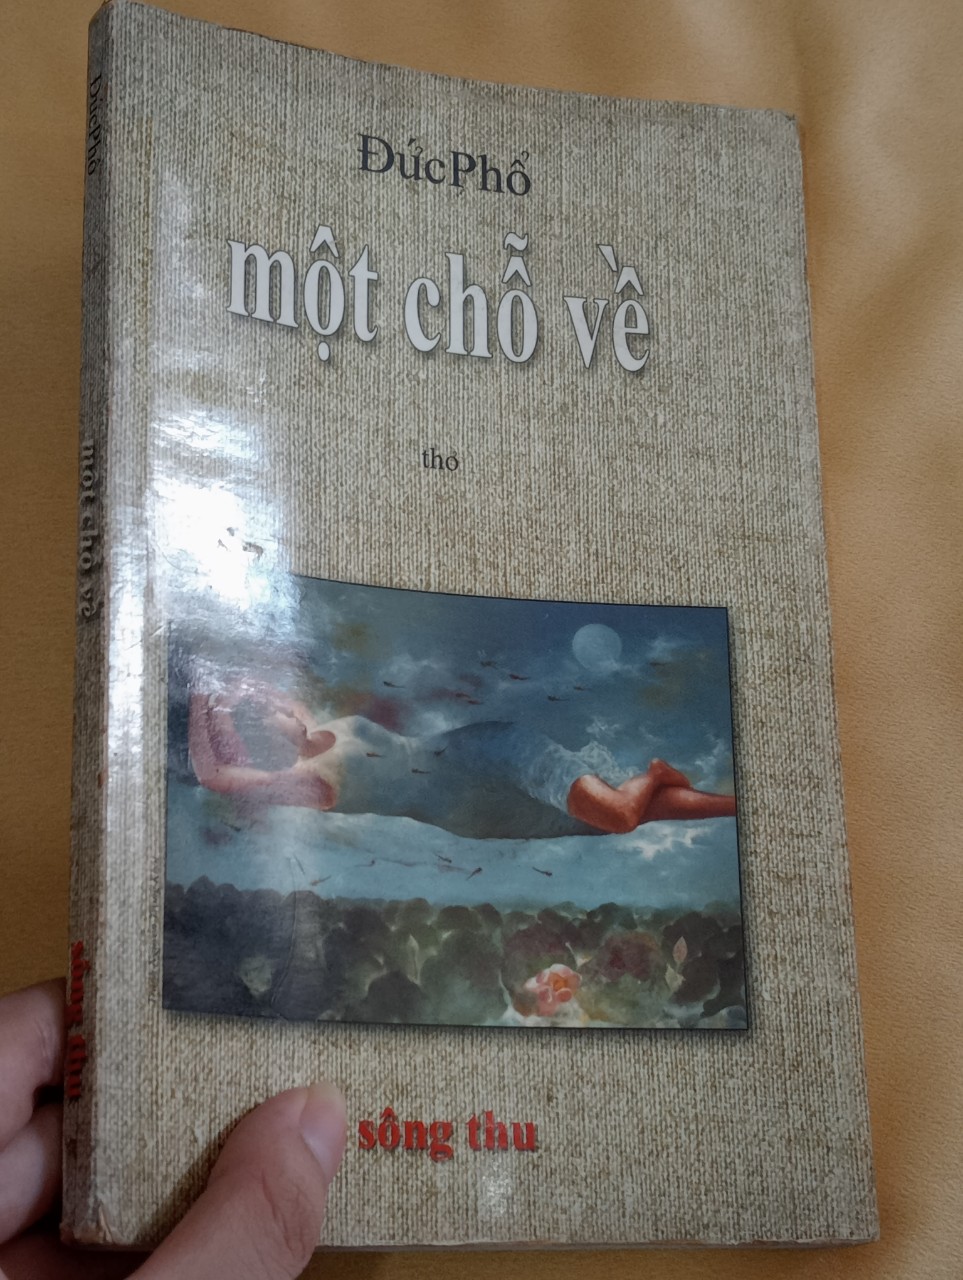 ĐứcPhổ
một chỗ về
thơ
sông thu
ĐứcPhổ
một chỗ về
sông thu